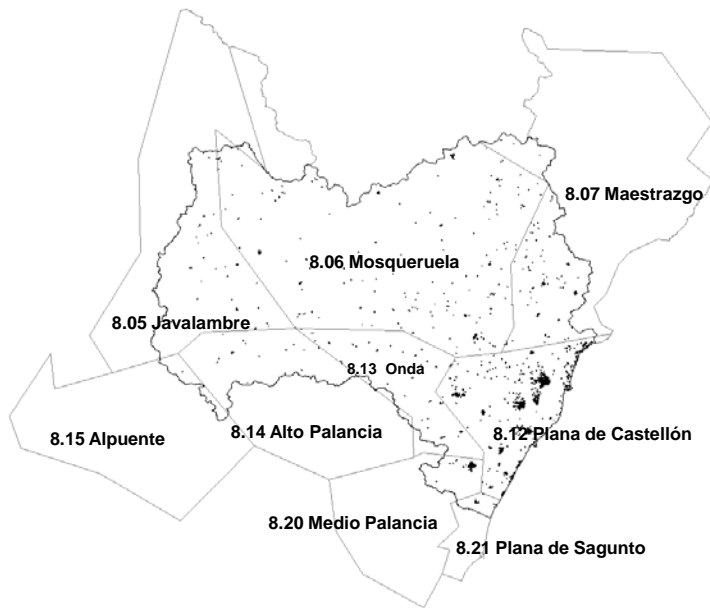 8.07 Maestrazgo
8.06 Mosqueruela
8.05 Javalambre
8.13 Onda
8.14 Alto Palancia
8.12 Plana de Castellón
8.15 Alpuente
8.20 Medio Palancia
8.21 Plana de Sagunto